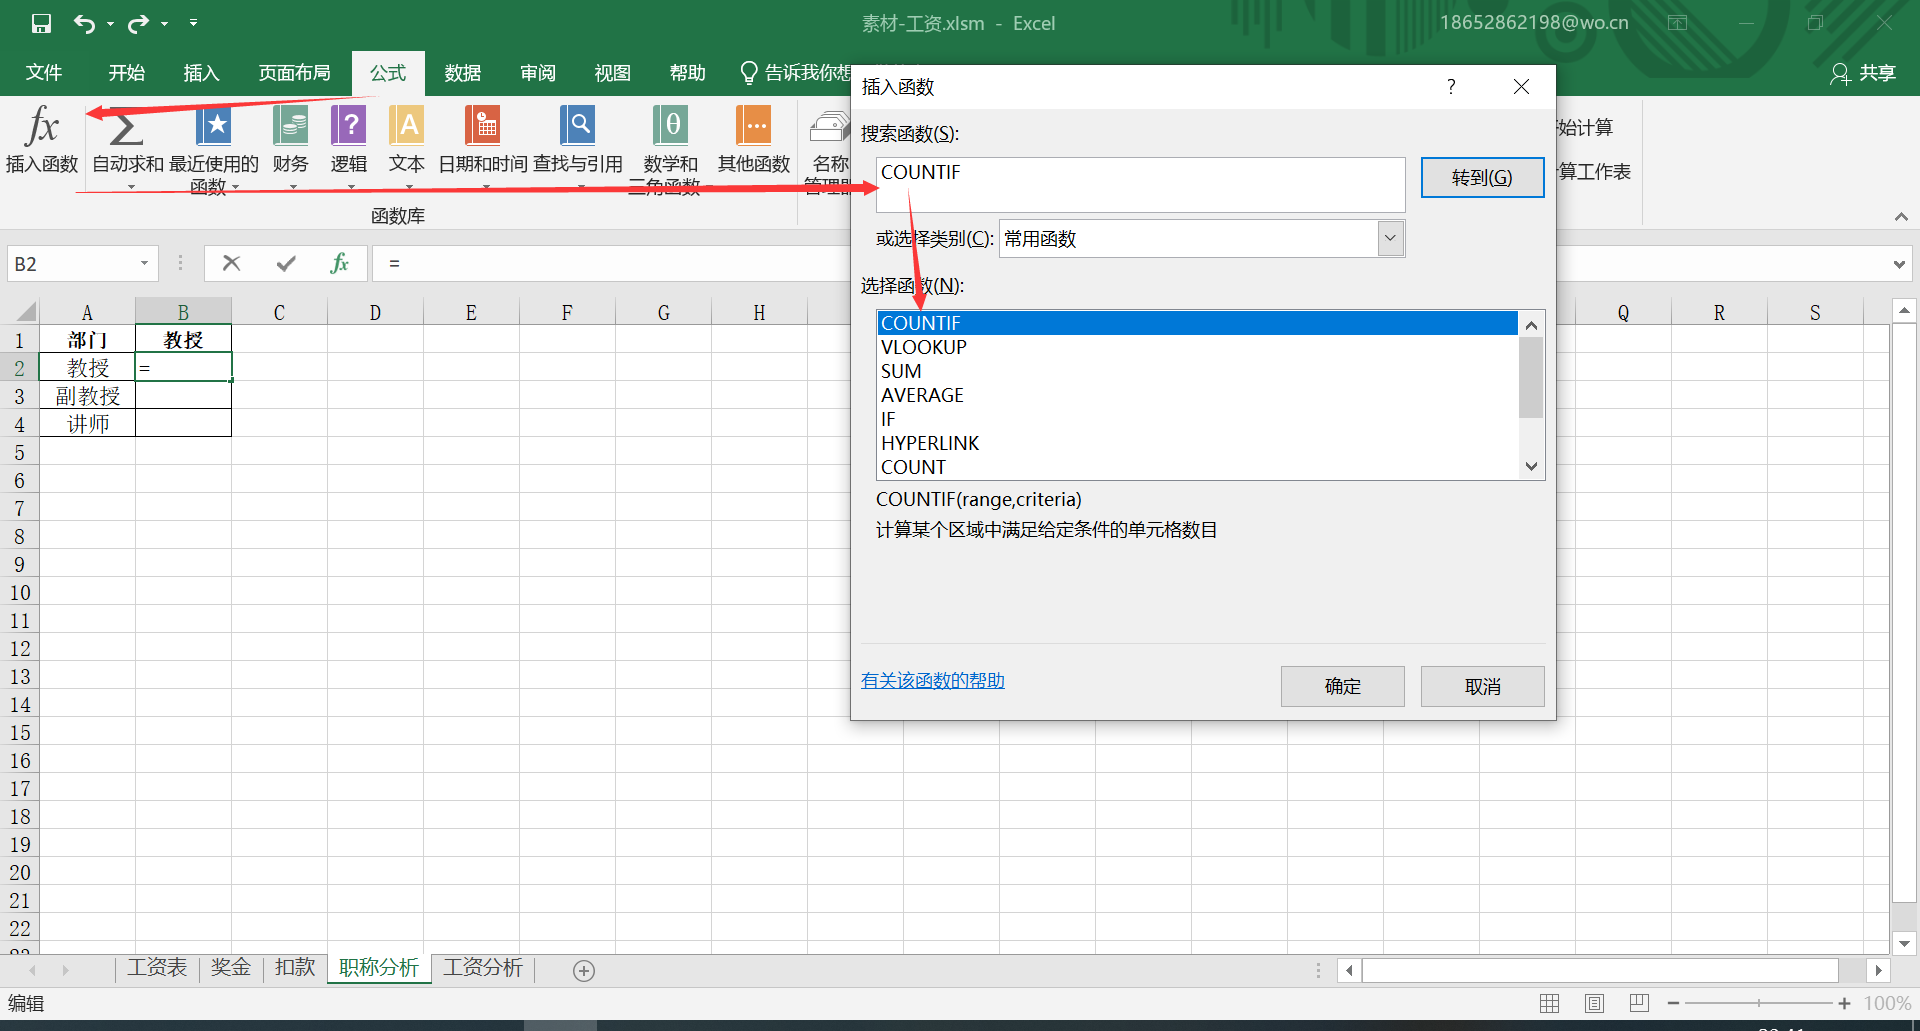 素材-工资.xlsm - Excel
18652862198@wo.cn
文件 开始 插入 页面布局 公式 数据 审阅 视图 帮助 告诉我你想
共享
插入函数 自动求和 最近使用的函数 财务 逻辑 文本 日期和时间 查找与引用 数学和三角函数 其他函数 名称
函数库
始计算
算工作表
B2
fx
=
A B C D E F G H Q R S
1 部门 教授
2 教授 =
3 副教授
4 讲师
5
6
7
8
9
10
11
12
13
14
15
16
17
18
19
20
21
22
插入函数
?
搜索函数(S):
COUNTIF
转到(G)
或选择类别(C): 常用函数
选择函数(N):
COUNTIF
VLOOKUP
SUM
AVERAGE
IF
HYPERLINK
COUNT
COUNTIF(range,criteria)
计算某个区域中满足给定条件的单元格数目
有关该函数的帮助
确定
取消
工资表 奖金 扣款 职称分析 工资分析
编辑
100%